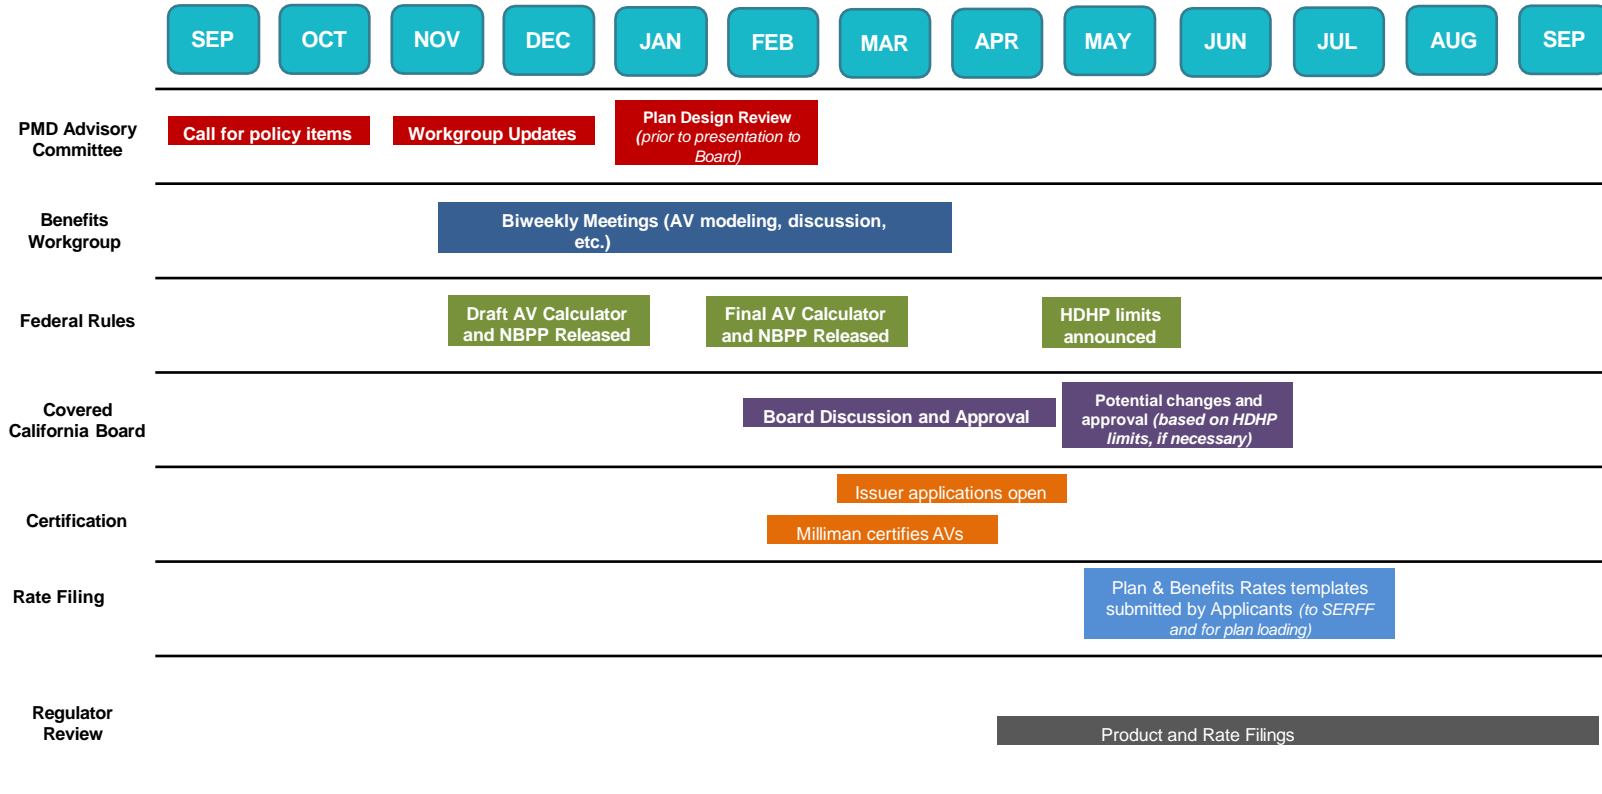 SEP OCT NOV DEC JAN FEB MAR APR MAY JUN JUL AUG SEP
PMD Advisory
Committee
Call for policy items
Workgroup Updates
Plan Design Review
(prior to presentation to
Board)
Benefits
Workgroup
Biweekly Meetings (AV modeling, discussion,
etc.)
Federal Rules
Draft AV Calculator
and NBPP Released
Final AV Calculator
and NBPP Released
HDHP limits
announced
Covered
California Board
Board Discussion and Approval
Potential changes and
approval (based on HDHP
limits, if necessary)
Certification
Issuer applications open
Milliman certifies AVs
Rate Filing
Plan & Benefits Rates templates
submitted by Applicants (to SERFF
and for plan loading)
Regulator
Review
Product and Rate Filings